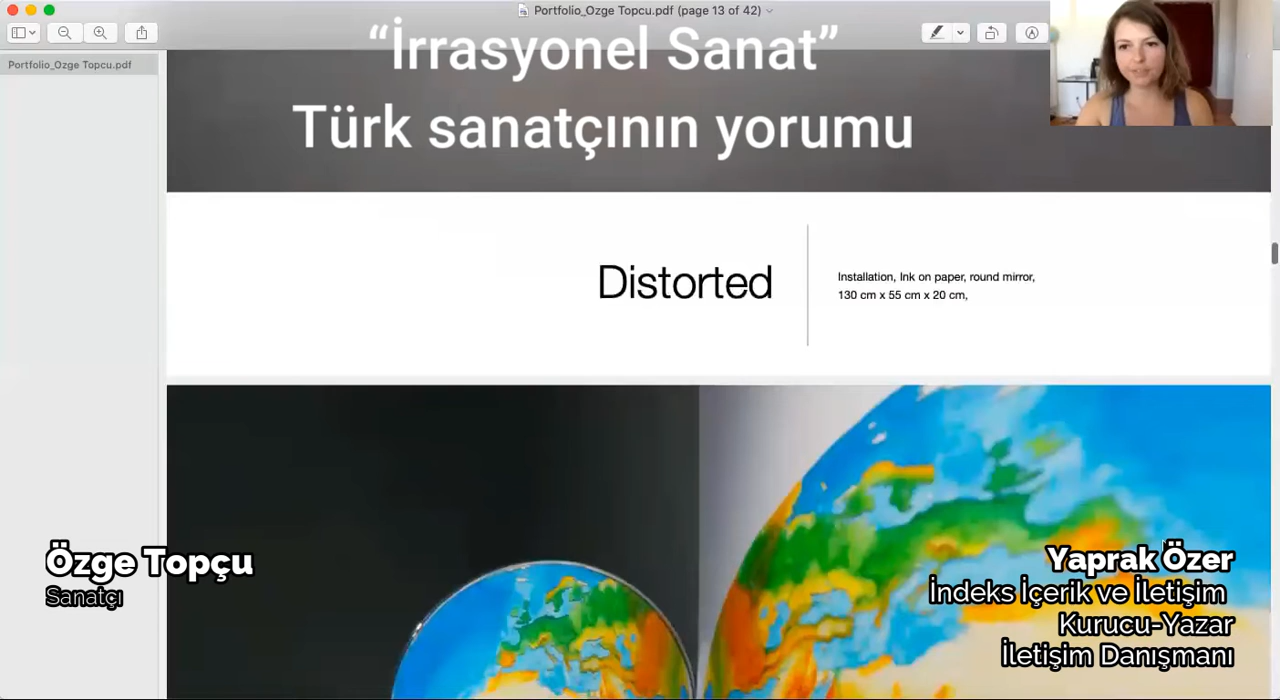 Portfolio_Ozge Topcu.pdf (page 13 of 42)
Portfolio_Ozge Topcu.pdf
“İrrasyonel Sanat”
Türk sanatçının yorumu
Distorted
Installation, Ink on paper, round mirror,
130 cm x 55 cm x 20 cm,
Özge Topçu
Sanatçı
Yaprak Özer
İndeks İçerik ve İletişim
Kurucu-Yazar
İletişim Danışmanı